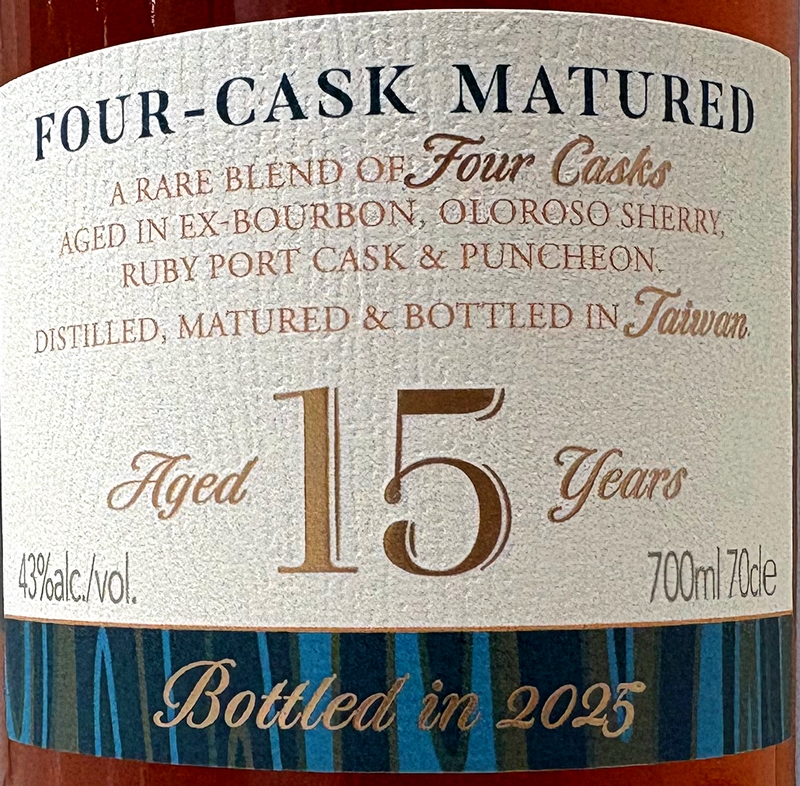 FOUR-CASK MATURED
A RARE BLEND OF Four Casks
AGED IN EX-BOURBON, OLOROSO SHERRY,
RUBY PORT CASK & PUNCHEON.
DISTILLED, MATURED & BOTTLED IN Taiwan.
Aged 15 Years
43%alc./vol. 700ml 70cle
Bottled in 2025